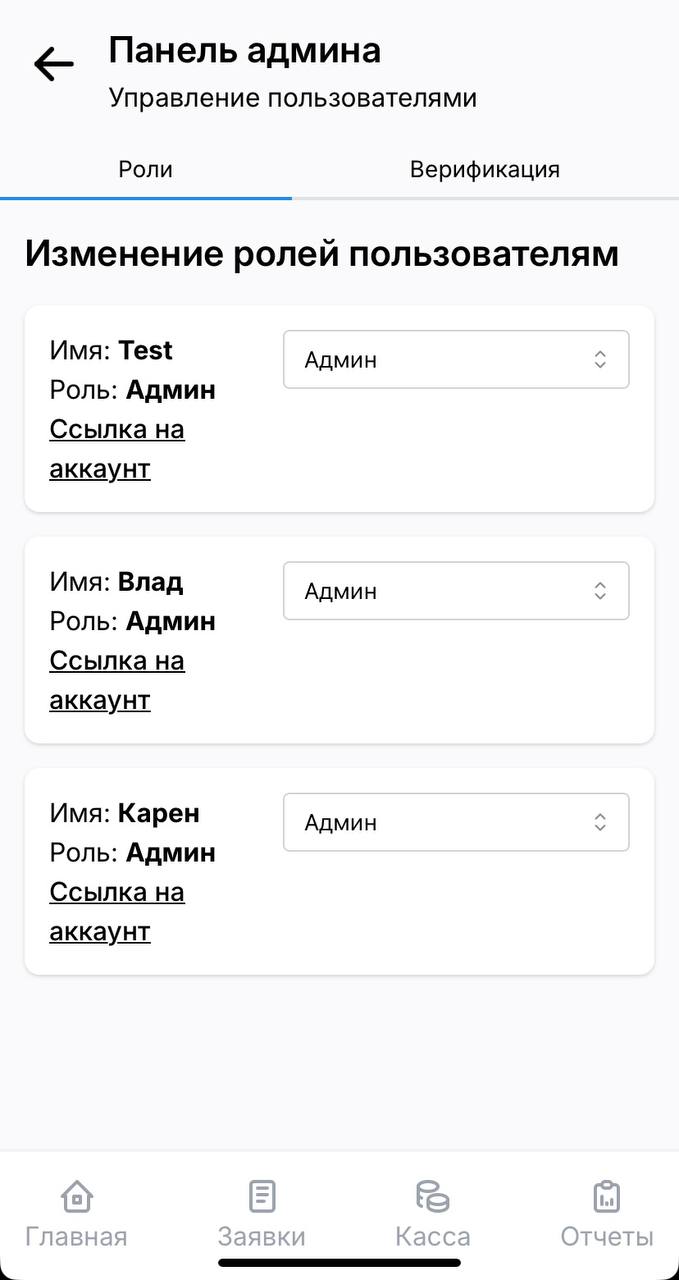 Панель админа
Управление пользователями
Роли
Верификация
Изменение ролей пользователям
Имя: Test
Роль: Админ
Ссылка на
аккаунт
Админ
Имя: Влад
Роль: Админ
Ссылка на
аккаунт
Админ
Имя: Карен
Роль: Админ
Ссылка на
аккаунт
Админ
Главная
Заявки
Касса
Отчеты